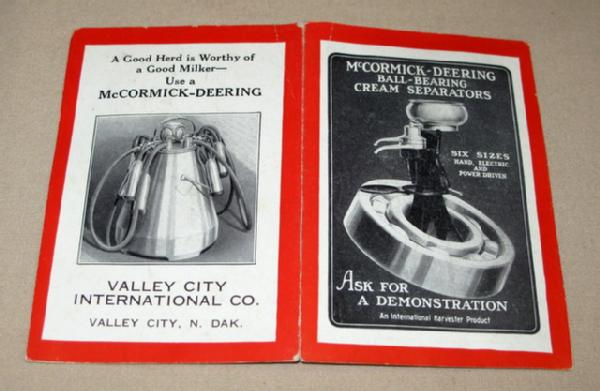 A Good Herd is Worthy of
a Good Milker—
Use a
McCORMICK-DEERING
VALLEY CITY
INTERNATIONAL CO.
VALLEY CITY, N. DAK.
McCORMICK-DEERING
BALL-BEARING
CREAM SEPARATORS
SIX SIZES
HAND, ELECTRIC
AND
POWER DRIVEN
ASK FOR
A DEMONSTRATION
An International Harvester Product